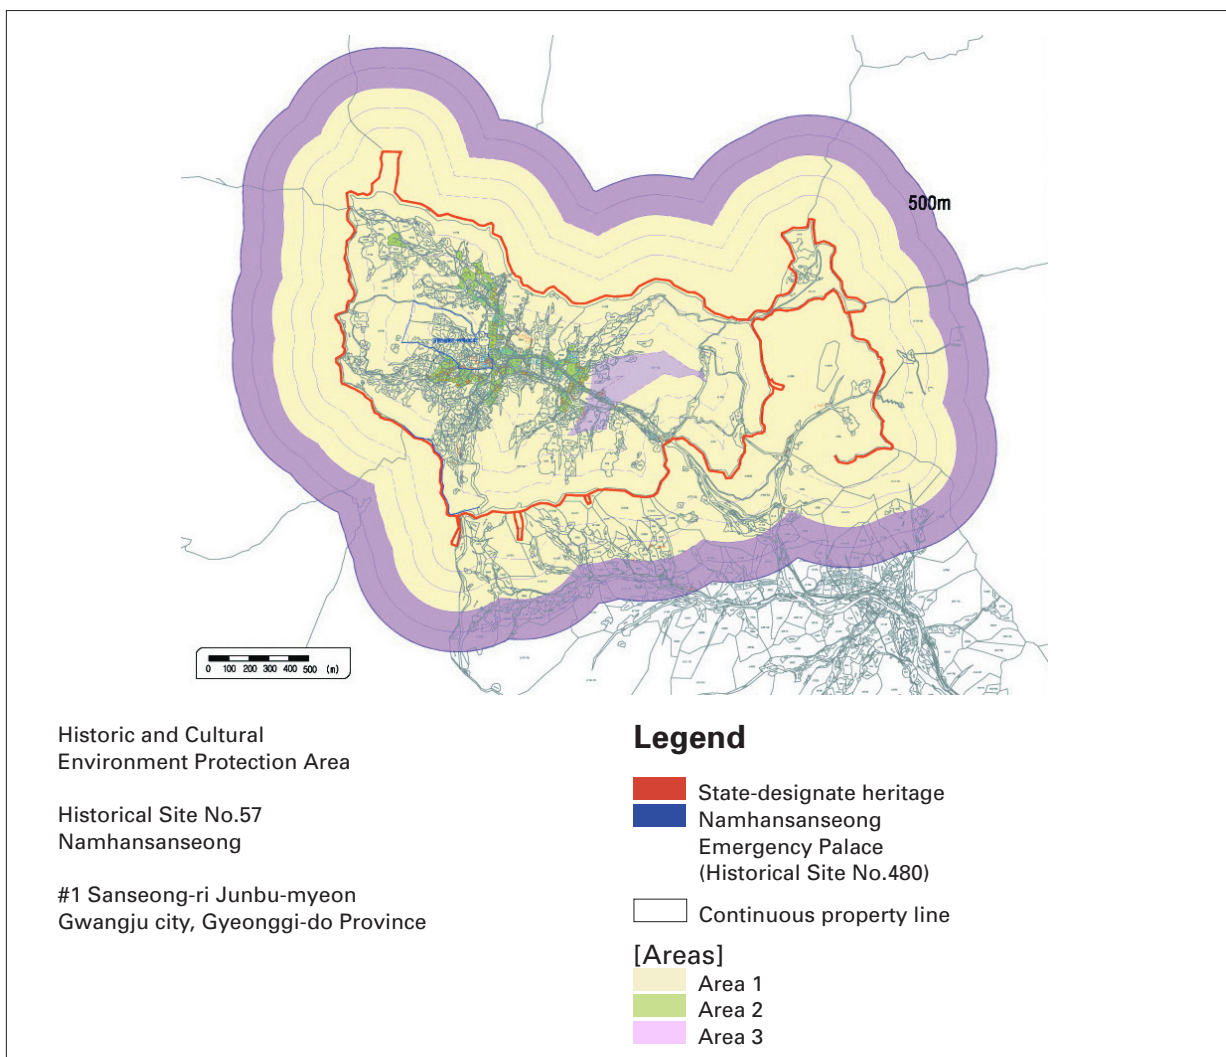 500m
0 100 200 300 400 500 (m)
Historic and Cultural
Environment Protection Area
Historical Site No.57
Namhansanseong
#1 Sanseong-ri Junbu-myeon
Gwangju city, Gyeonggi-do Province
Legend
State-designate heritage
Namhansanseong
Emergency Palace
(Historical Site No.480)
Continuous property line
[Areas]
Area 1
Area 2
Area 3